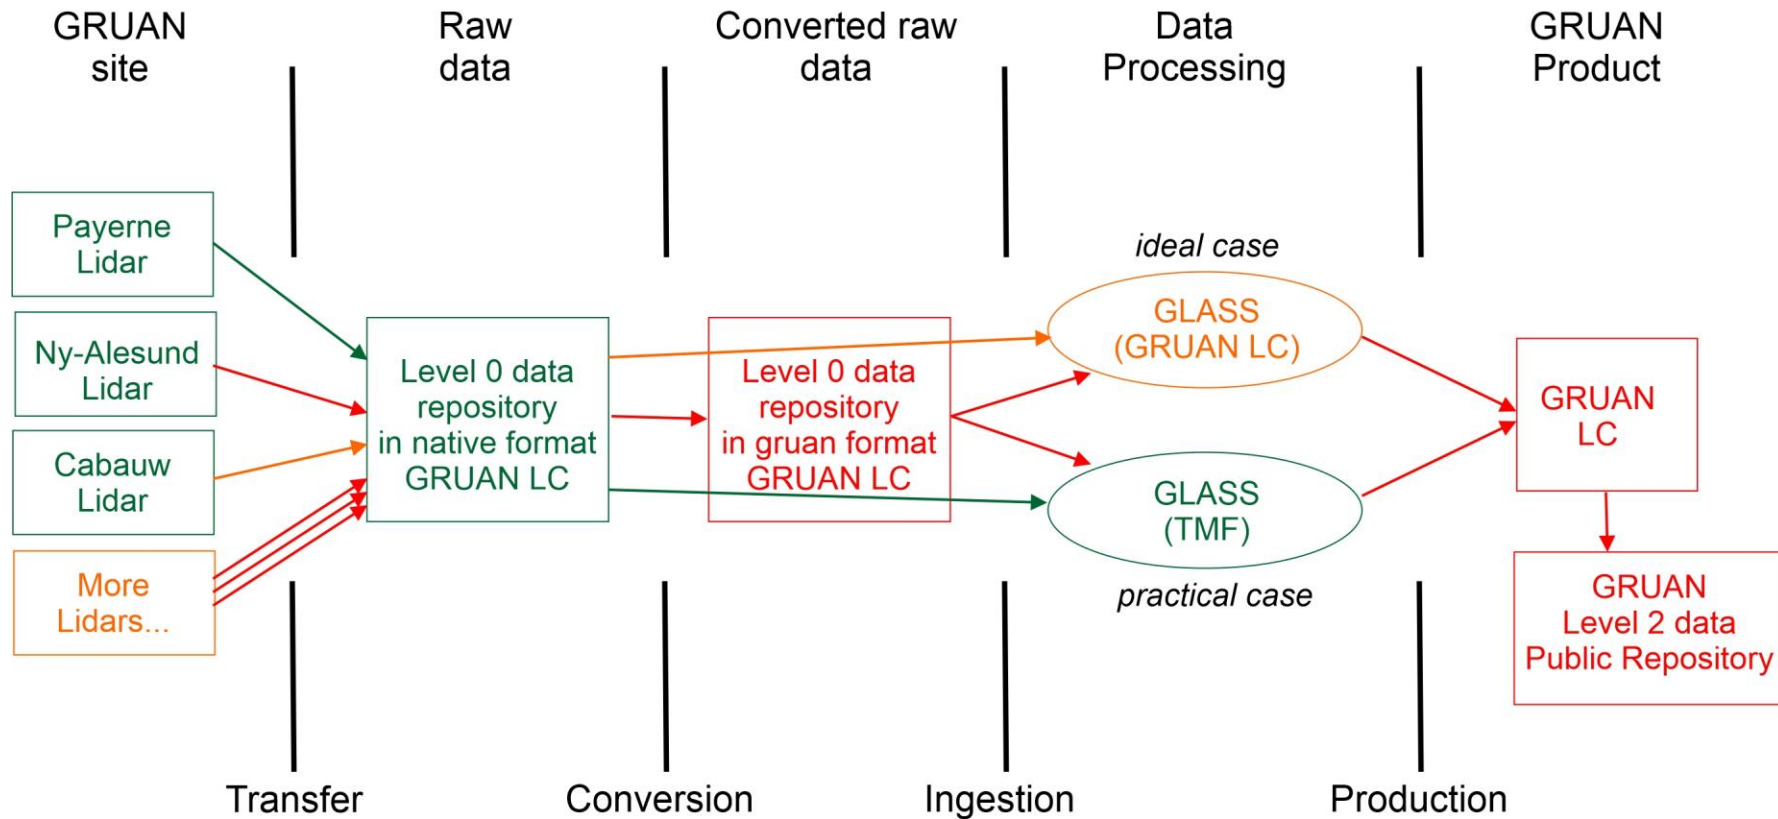 GRUAN
site
Raw
data
Converted raw
data
Data
Processing
GRUAN
Product
Payerne
Lidar
Ny-Alesund
Lidar
Cabauw
Lidar
More
Lidars...
Level 0 data
repository
in native format
GRUAN LC
Level 0 data
repository
in gruan format
GRUAN LC
ideal case
GLASS
(GRUAN LC)
GLASS
(TMF)
practical case
GRUAN
LC
GRUAN
Level 2 data
Public Repository
Transfer
Conversion
Ingestion
Production